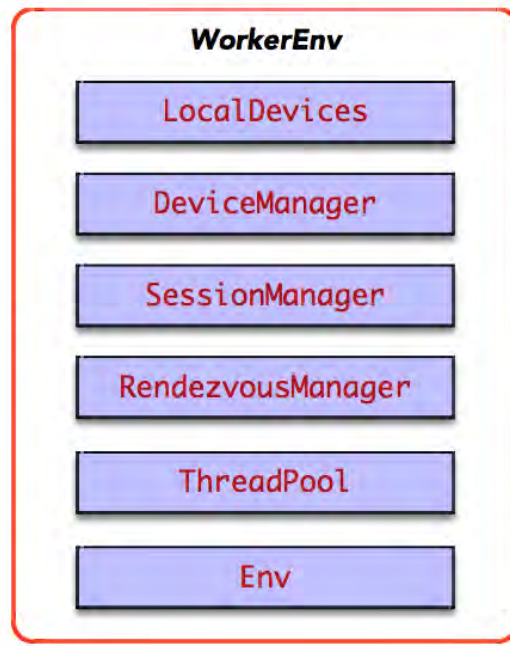 WorkerEnv
LocalDevices
DeviceManager
SessionManager
RendezvousManager
ThreadPool
Env